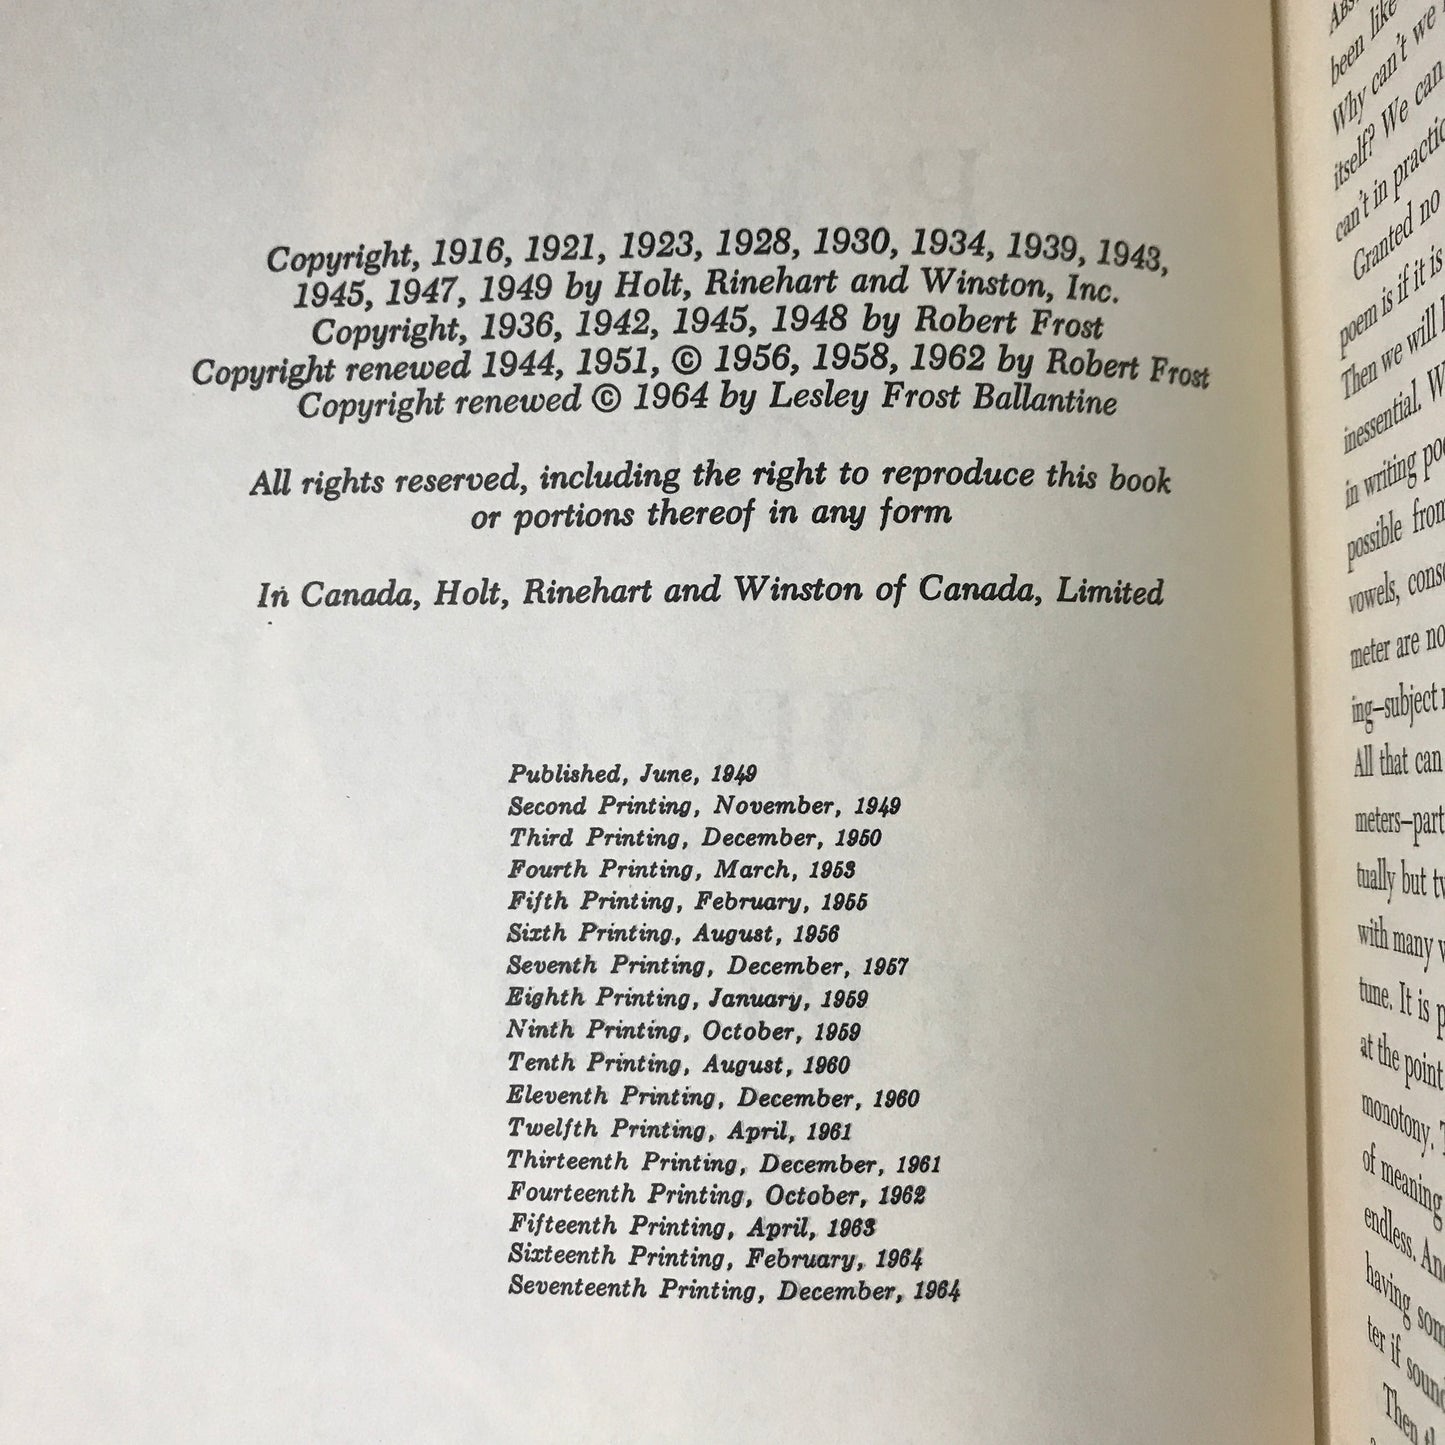 Copyright, 1916, 1921, 1923, 1928, 1930, 1934, 1939, 1943,
1945, 1947, 1949 by Holt, Rinehart and Winston, Inc.
Copyright, 1936, 1942, 1945, 1948 by Robert Frost
Copyright renewed 1944, 1951, © 1956, 1958, 1962 by Robert Frost
Copyright renewed © 1964 by Lesley Frost Ballantine
All rights reserved, including the right to reproduce this book
or portions thereof in any form
In Canada, Holt, Rinehart and Winston of Canada, Limited
Published, June, 1949
Second Printing, November, 1949
Third Printing, December, 1950
Fourth Printing, March, 1953
Fifth Printing, February, 1955
Sixth Printing, August, 1956
Seventh Printing, December, 1957
Eighth Printing, January, 1959
Ninth Printing, October, 1959
Tenth Printing, August, 1960
Eleventh Printing, December, 1960
Twelfth Printing, April, 1961
Thirteenth Printing, December, 1961
Fourteenth Printing, October, 1962
Fifteenth Printing, April, 1963
Sixteenth Printing, February, 1964
Seventeenth Printing, December, 1964
been like
Why can't we
itself? We can
can't in practic
Granted no
poem is if it is
Then we will
inessential. W
in writing poe
possible from
vowels, conso
meter are no
ing—subject
All that can
meters—part
tually but tw
with many v
tune. It is p
at the point
monotony. T
of meaning
endless. And
having som
ter if sound
Then